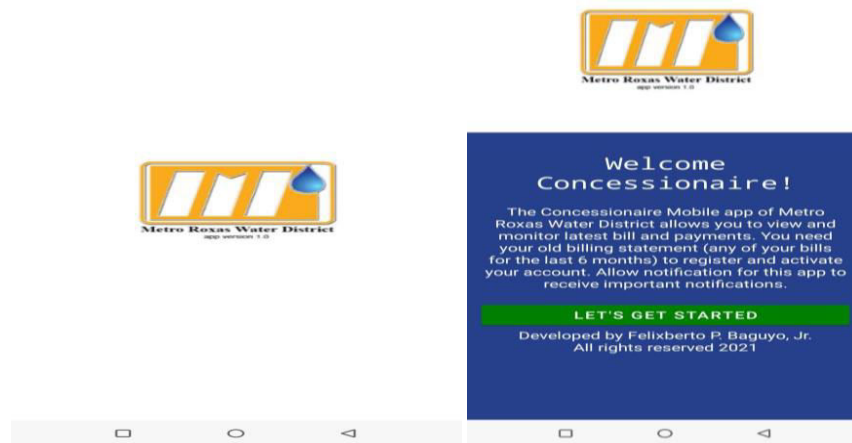 Metro Roxas Water District
app version 1.0
Metro Roxas Water District
app version 1.0
Welcome
Concessionaire!
The Concessionaire Mobile app of Metro
Roxas Water District allows you to view and
monitor latest bill and payments. You need
your old billing statement (any of your bills
for the last 6 months) to register and activate
your account. Allow notification for this app to
receive important notifications.
LET'S GET STARTED
Developed by Felixberto P. Baguyo, Jr.
All rights reserved 2021